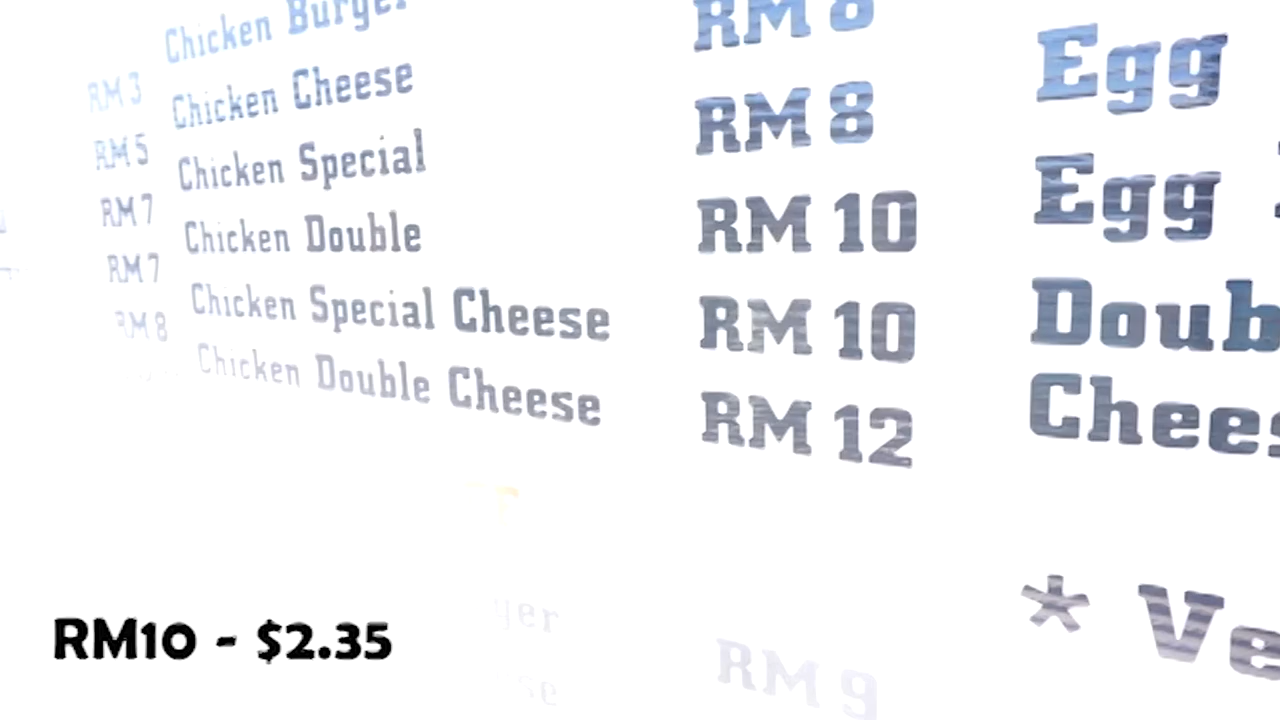 RM 3
RM 5
RM 7
RM 7
RM 8
Chicken Burger
Chicken Cheese
Chicken Special
Chicken Double
Chicken Special Cheese
Chicken Double Cheese
RM 8
RM 8
RM 10
RM 10
RM 12
Egg
Egg
Doub
Chees
* Ve
RM 9
RM10 - $2.35